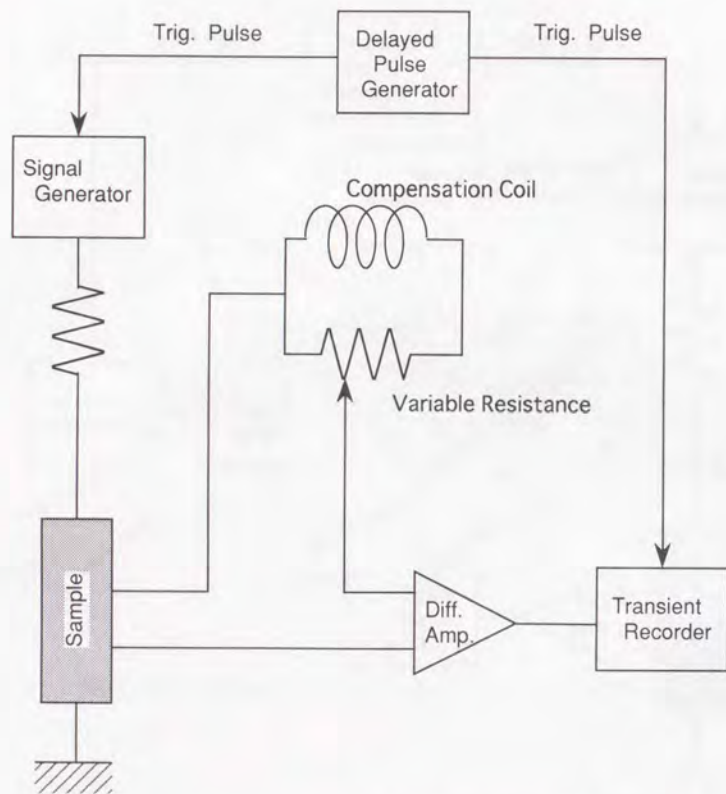 Trig. Pulse
Delayed
Pulse
Generator
Trig. Pulse
Signal
Generator
Compensation Coil
Variable Resistance
Sample
Diff.
Amp.
Transient
Recorder